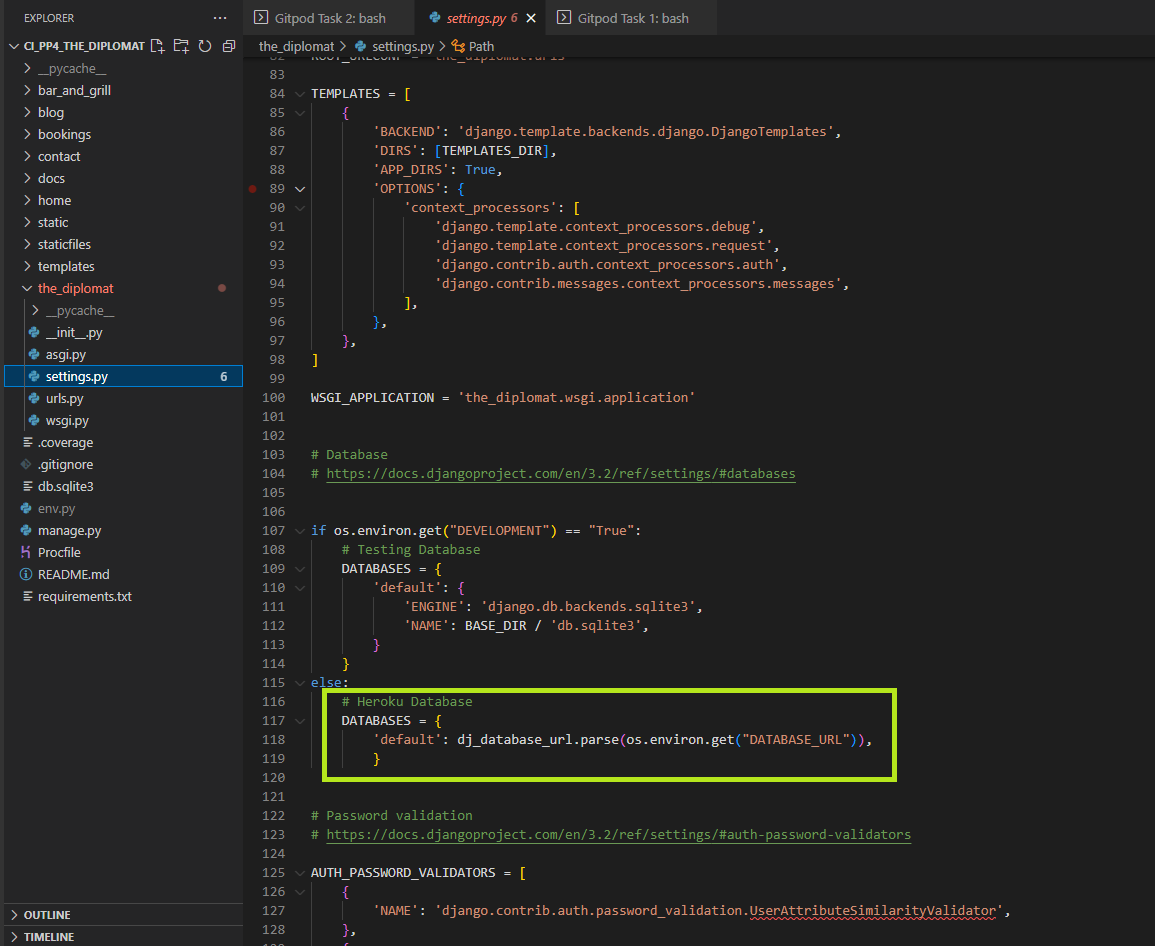 EXPLORER
CI_PP4_THE_DIPLOMAT
__pycache__
bar_and_grill
blog
bookings
contact
docs
home
static
staticfiles
templates
the_diplomat
__pycache__
__init__.py
asgi.py
settings.py 6
urls.py
wsgi.py
.coverage
.gitignore
db.sqlite3
env.py
manage.py
Procfile
README.md
requirements.txt
OUTLINE
TIMELINE
Gitpod Task 2: bash
settings.py 6
Gitpod Task 1: bash
the_diplomat > settings.py > Path
82 ROOT_URLCONF = 'the_diplomat.urls'
83
84 TEMPLATES = [
85 {
86 'BACKEND': 'django.template.backends.django.DjangoTemplates',
87 'DIRS': [TEMPLATES_DIR],
88 'APP_DIRS': True,
89 'OPTIONS': {
90 'context_processors': [
91 'django.template.context_processors.debug',
92 'django.template.context_processors.request',
93 'django.contrib.auth.context_processors.auth',
94 'django.contrib.messages.context_processors.messages',
95 ],
96 },
97 },
98 ]
99
100 WSGI_APPLICATION = 'the_diplomat.wsgi.application'
101
102
103 # Database
104 # https://docs.djangoproject.com/en/3.2/ref/settings/#databases
105
106
107 if os.environ.get("DEVELOPMENT") == "True":
108 # Testing Database
109 DATABASES = {
110 'default': {
111 'ENGINE': 'django.db.backends.sqlite3',
112 'NAME': BASE_DIR / 'db.sqlite3',
113 }
114 }
115 else:
116 # Heroku Database
117 DATABASES = {
118 'default': dj_database_url.parse(os.environ.get("DATABASE_URL")),
119 }
120
121
122 # Password validation
123 # https://docs.djangoproject.com/en/3.2/ref/settings/#auth-password-validators
124
125 AUTH_PASSWORD_VALIDATORS = [
126 {
127 'NAME': 'django.contrib.auth.password_validation.UserAttributeSimilarityValidator',
128 },